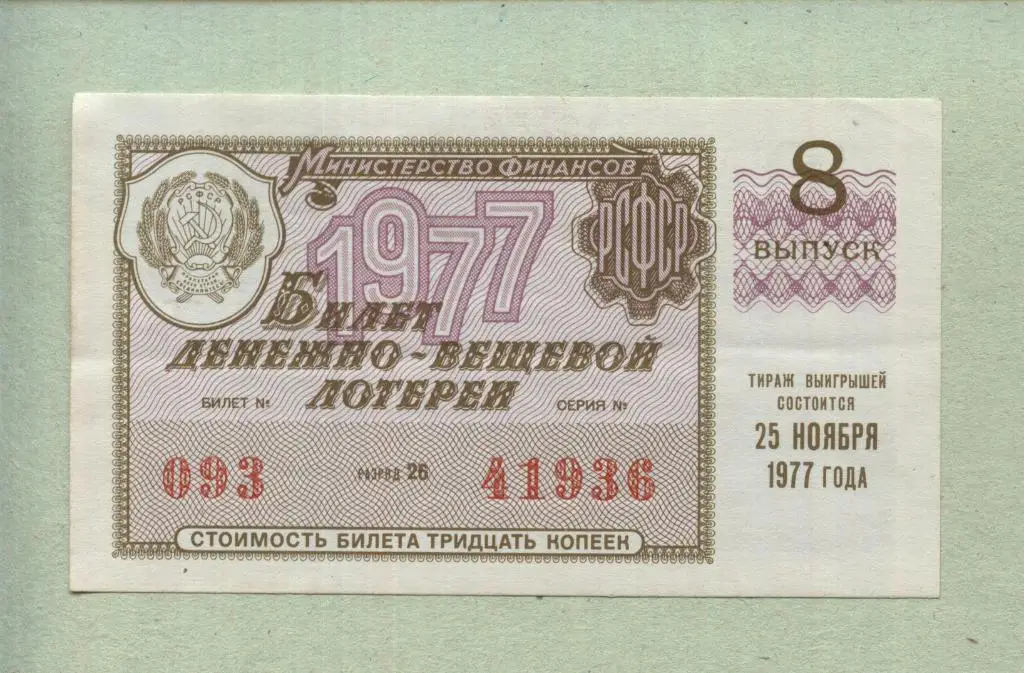 Министерство финансов
РСФСР
1977
РСФСР
Билет
денежно-вещевой
лотереи
БИЛЕТ №
СЕРИЯ №
093
РАЗРЯД 26
41936
СТОИМОСТЬ БИЛЕТА ТРИДЦАТЬ КОПЕЕК
8
ВЫПУСК
ТИРАЖ ВЫИГРЫШЕЙ
СОСТОИТСЯ
25 НОЯБРЯ
1977 ГОДА